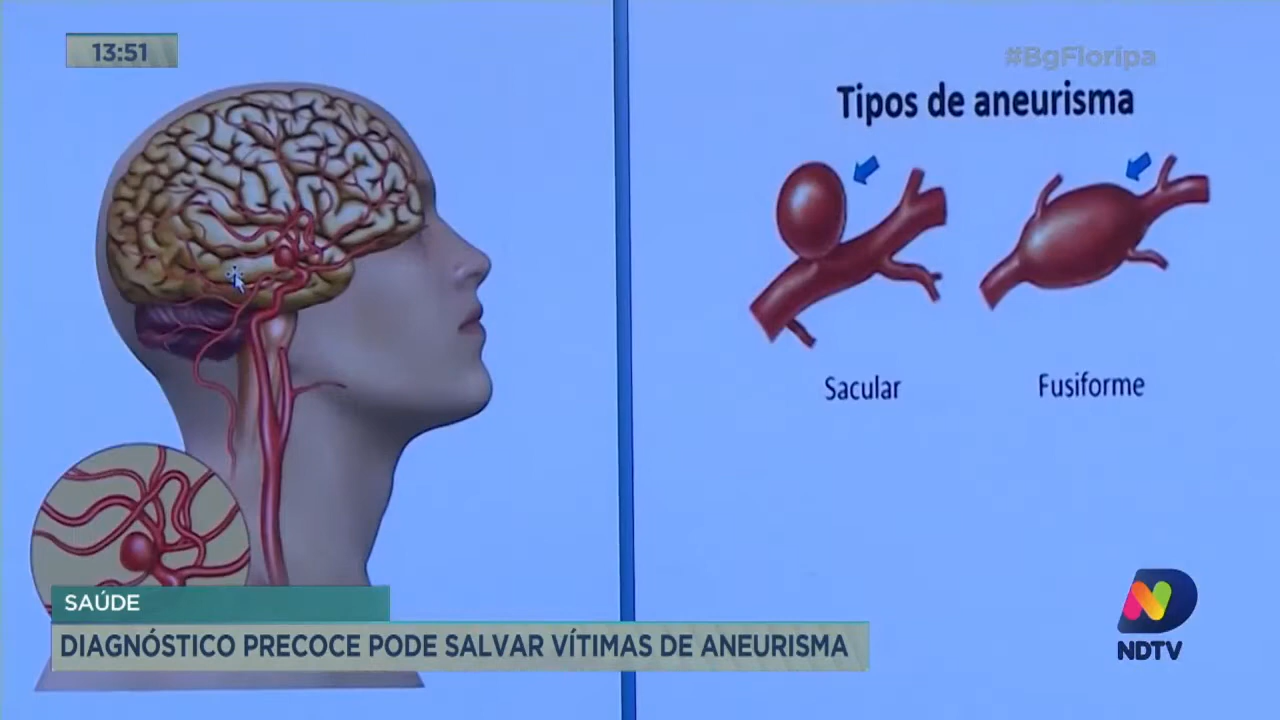 13:51
#BgFloripa
Tipos de aneurisma
Sacular
Fusiforme
SAÚDE
DIAGNÓSTICO PRECOCE PODE SALVAR VÍTIMAS DE ANEURISMA
NDTV